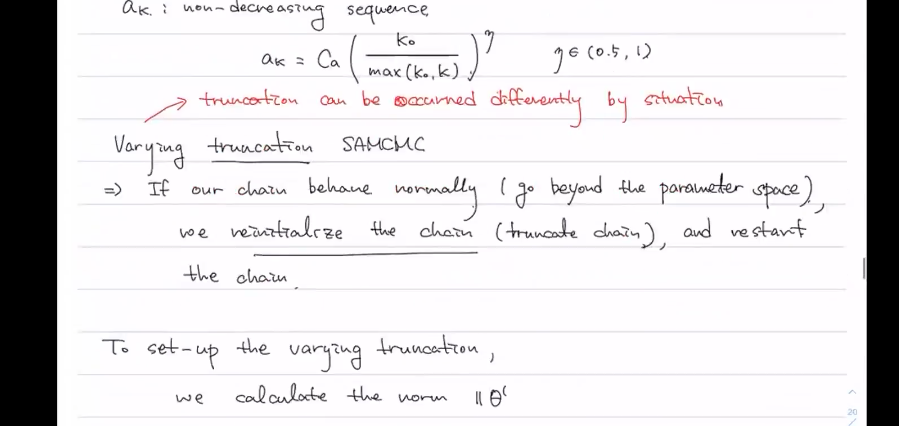 aₖ : non-decreasing sequence
aₖ = Ca ( k₀ / max(k₀, k) )^η η ∈ (0.5, 1)
→ truncation can be occurred differently by situation
Varying truncation SAMCMC
⇒ If our chain behave normally (go beyond the parameter space),
we reinitialize the chain (truncate chain), and restart
the chain.
To set-up the varying truncation,
we calculate the norm ||θ⁽
20